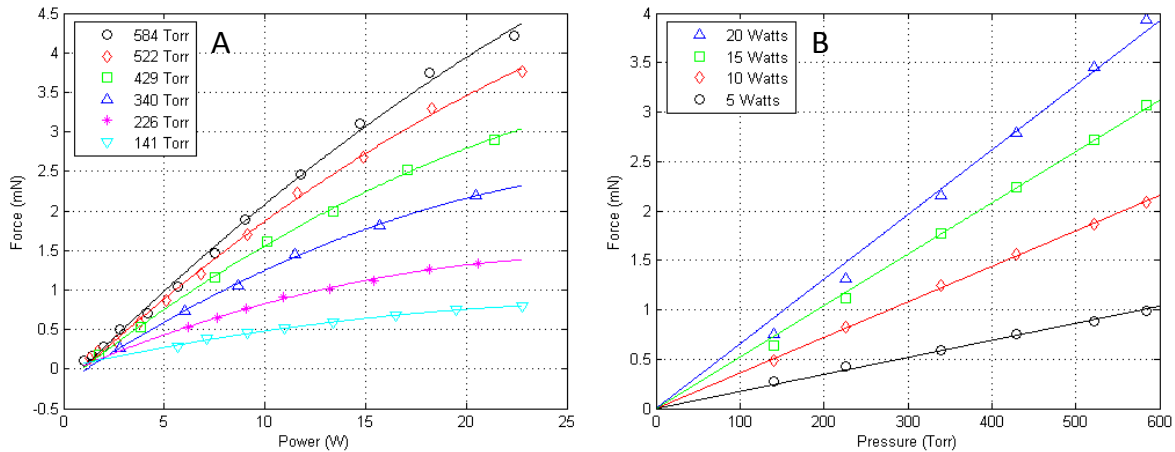 A
584 Torr
522 Torr
429 Torr
340 Torr
226 Torr
141 Torr
Force (mN)
4.5
4
3.5
3
2.5
2
1.5
1
0.5
0
-0.5
0 5 10 15 20 25
Power (W)
B
20 Watts
15 Watts
10 Watts
5 Watts
Force (mN)
4
3.5
3
2.5
2
1.5
1
0.5
0
0 100 200 300 400 500 600
Pressure (Torr)